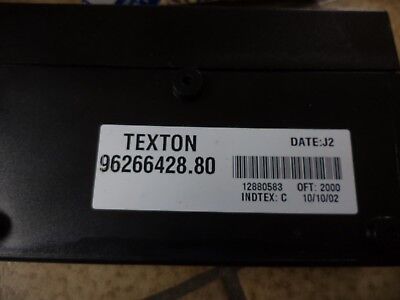 TEXTON DATE:J2
96266428.80
12880583 OFT: 2000
INDTEX: C 10/10/02